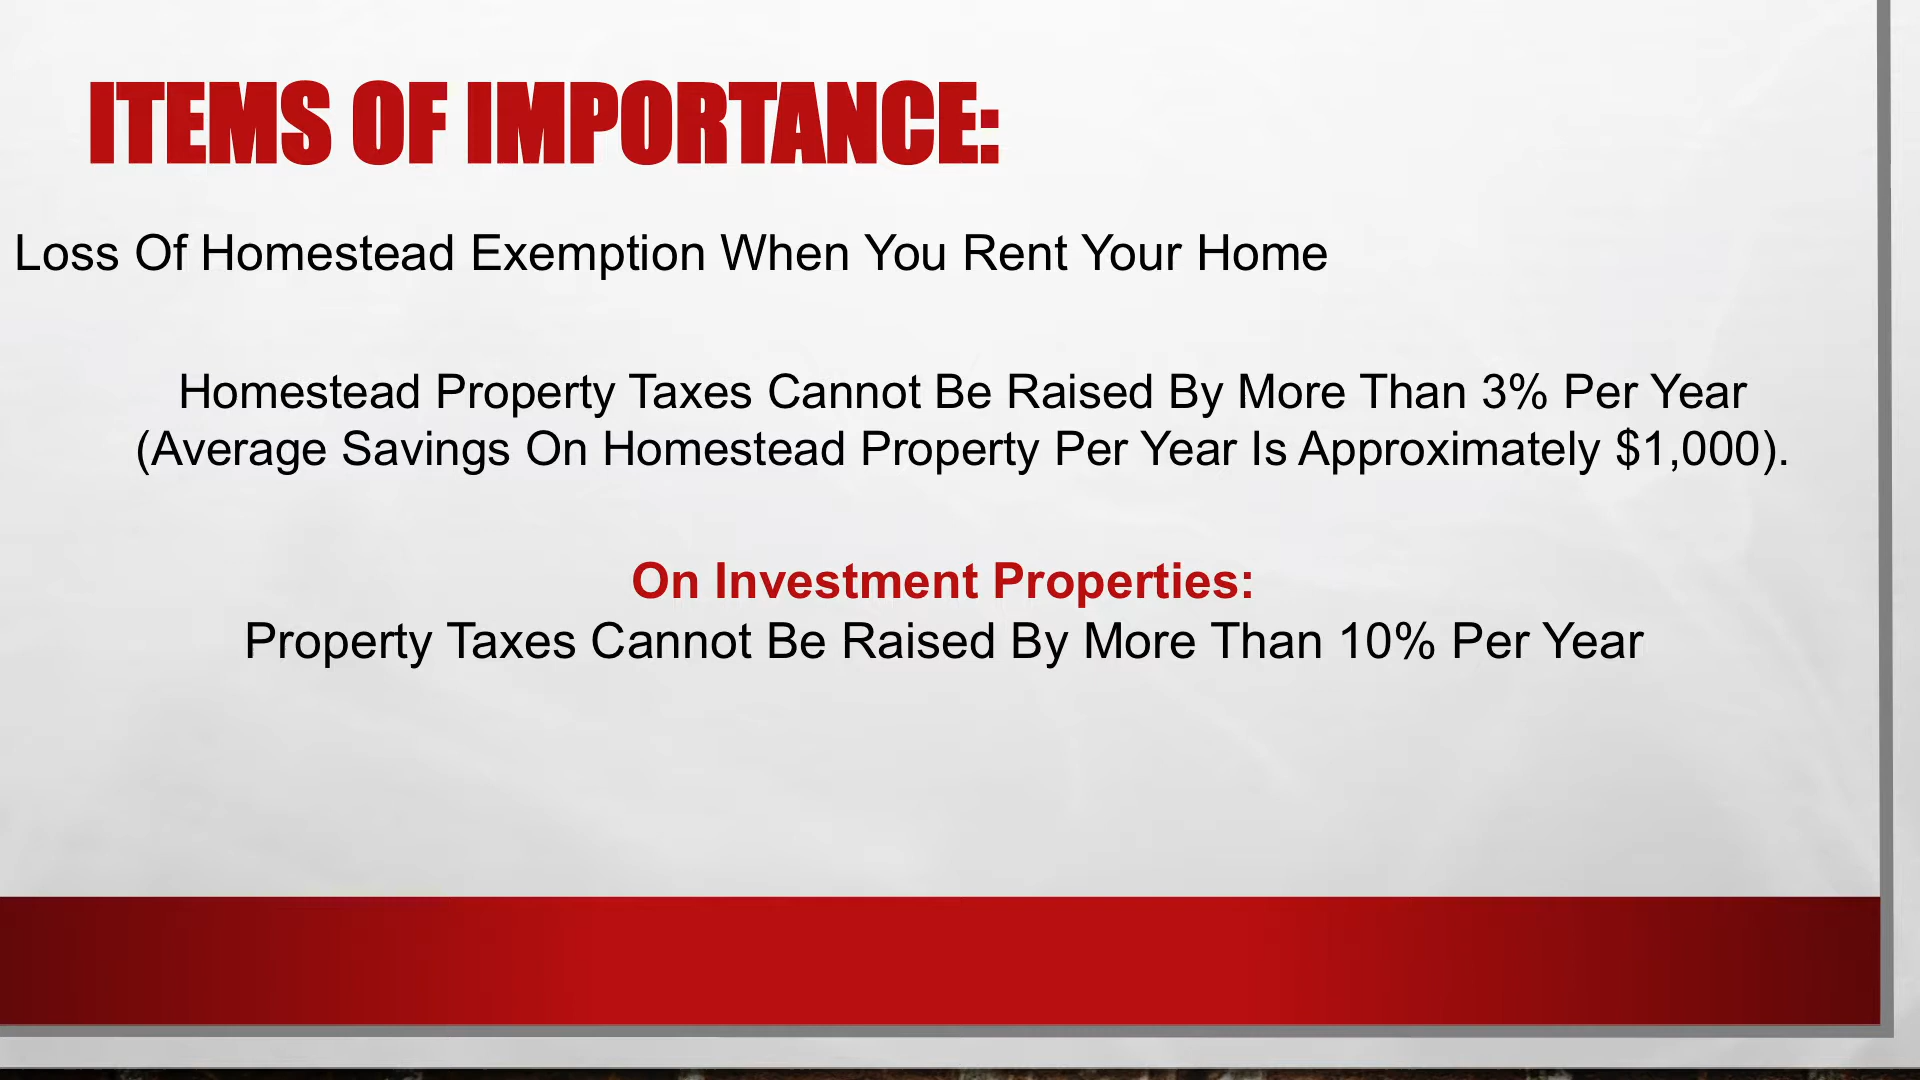 ITEMS OF IMPORTANCE:
Loss Of Homestead Exemption When You Rent Your Home
Homestead Property Taxes Cannot Be Raised By More Than 3% Per Year
(Average Savings On Homestead Property Per Year Is Approximately $1,000).
On Investment Properties:
Property Taxes Cannot Be Raised By More Than 10% Per Year